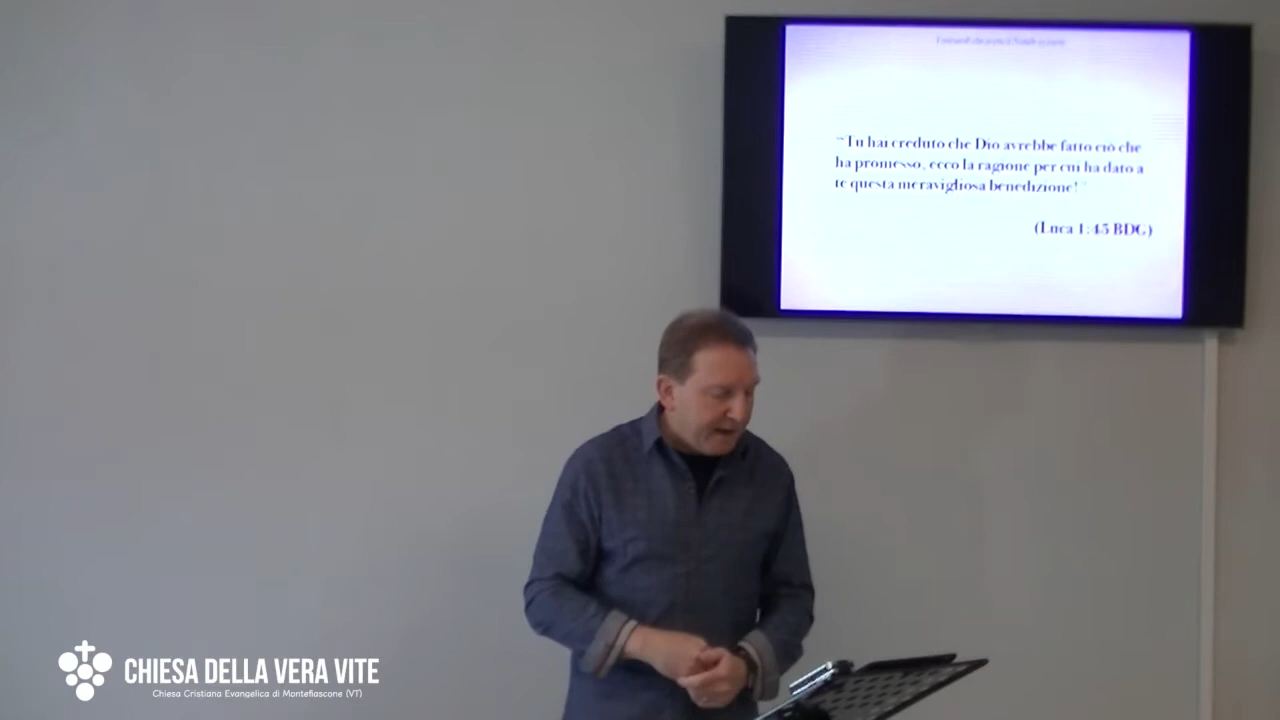 “Tu hai creduto che Dio avrebbe fatto ciò che
ha promesso, ecco la ragione per cui ha dato a
te questa meravigliosa benedizione!”
(Luca 1:45 BDG)
CHIESA DELLA VERA VITE
Chiesa Cristiana Evangelica di Montefiascone (VT)